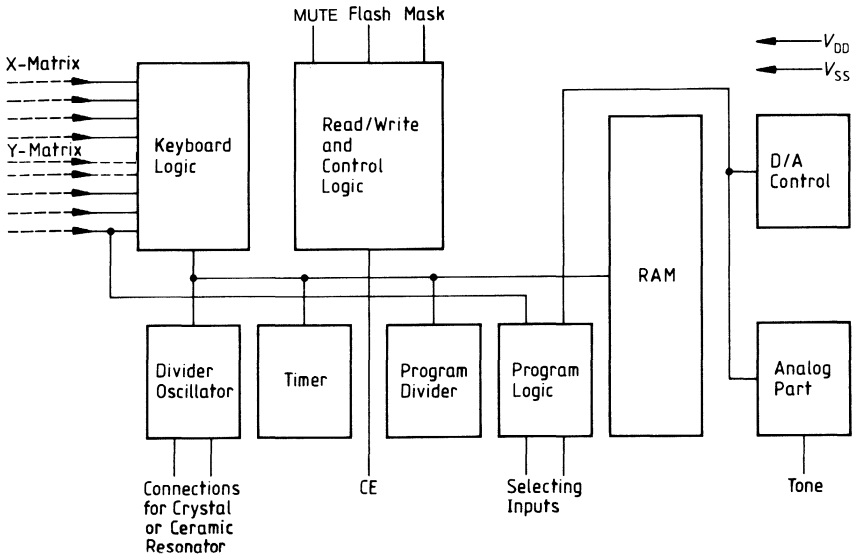 MUTE Flash Mask
V_DD
V_SS
X-Matrix
Y-Matrix
Keyboard
Logic
Read/Write
and
Control
Logic
D/A
Control
RAM
Divider
Oscillator
Timer
Program
Divider
Program
Logic
Analog
Part
Connections
for Crystal
or Ceramic
Resonator
CE
Selecting
Inputs
Tone